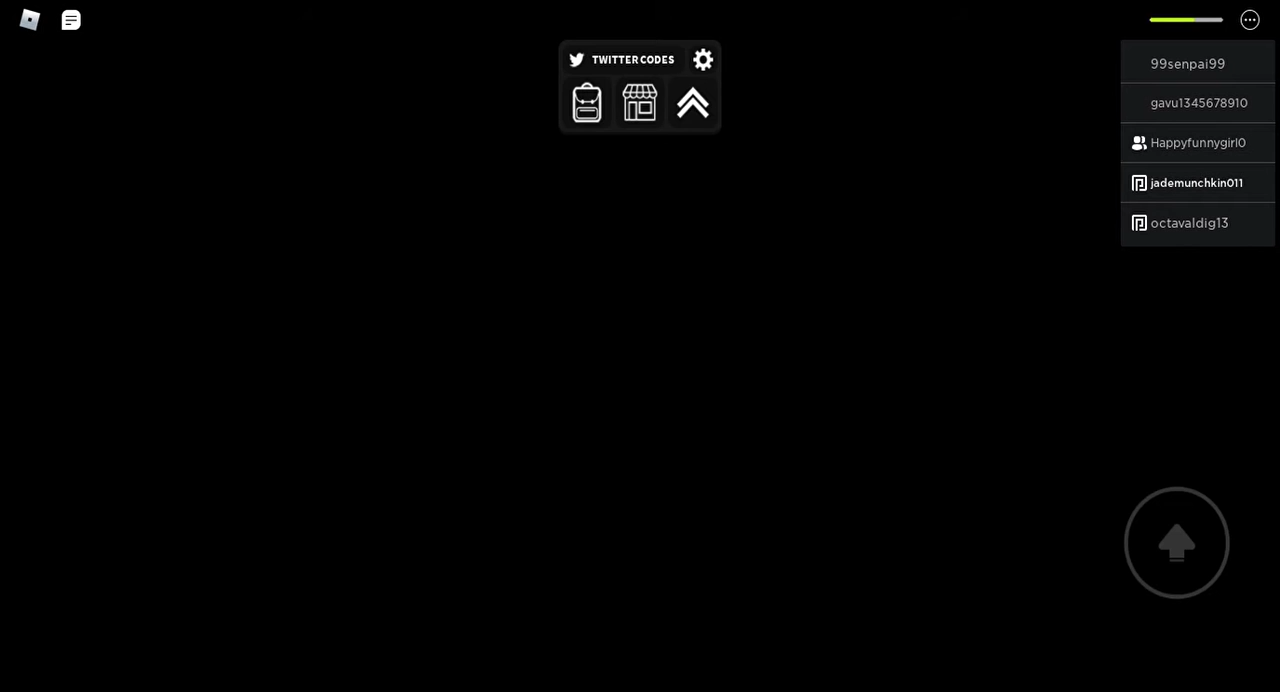 TWITTER CODES
99senpai99
gavu1345678910
Happyfunnygirl0
jademunchkin011
octavaldig13